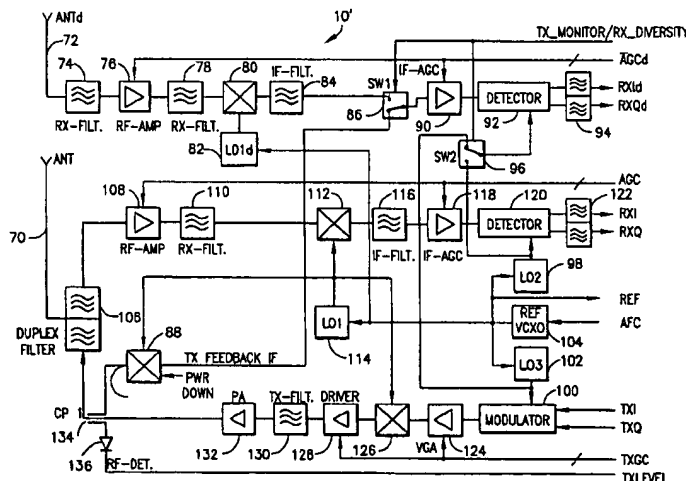 ANTd
10'
TX_MONITOR/RX_DIVERSITY
72
AGCd
74
76
78
80
IF-FILT.
84
SW1
IF-AGC
RXId
RXQd
RX-FILT.
RF-AMP
RX-FILT.
86
90
DETECTOR
92
94
82
LO1d
SW2
96
ANT
AGC
108
110
112
116
118
120
122
RXI
RXQ
70
RF-AMP
RX-FILT.
IF-FILT.
IF-AGC
DETECTOR
LO2
98
REF
106
DUPLEX
FILTER
88
LO1
114
REF
VCXO
104
AFC
TX FEEDBACK IF
LO3
102
PWR
DOWN
100
CP 1
134
PA
TX-FILT.
DRIVER
MODULATOR
TXI
TXQ
132
130
128
126
VGA
124
136
RF-DET.
TXGC
TXLEVEL